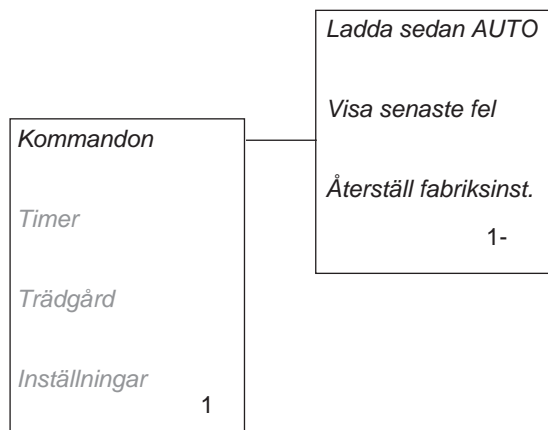 Ladda sedan AUTO
Visa senaste fel
Återställ fabriksinst.
1-
Kommandon
Timer
Trädgård
Inställningar
1